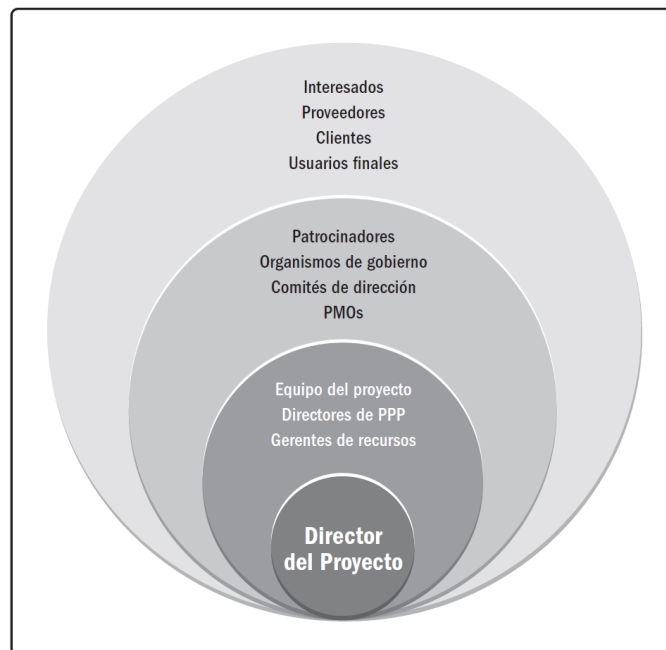 Interesados
Proveedores
Clientes
Usuarios finales
Patrocinadores
Organismos de gobierno
Comités de dirección
PMOs
Equipo del proyecto
Directores de PPP
Gerentes de recursos
Director
del Proyecto